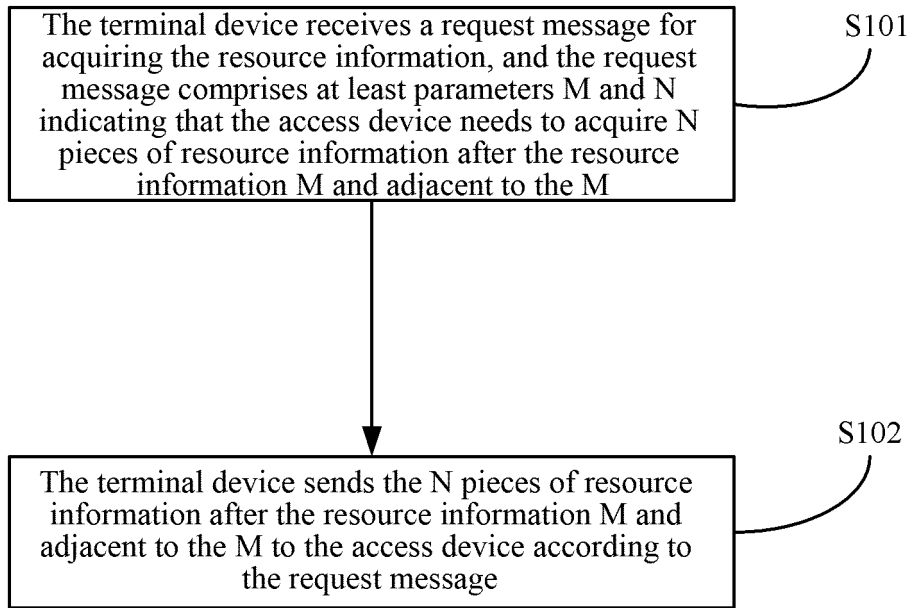 The terminal device receives a request message for
acquiring the resource information, and the request
message comprises at least parameters M and N
indicating that the access device needs to acquire N
pieces of resource information after the resource
information M and adjacent to the M
S101
The terminal device sends the N pieces of resource
information after the resource information M and
adjacent to the M to the access device according to
the request message
S102